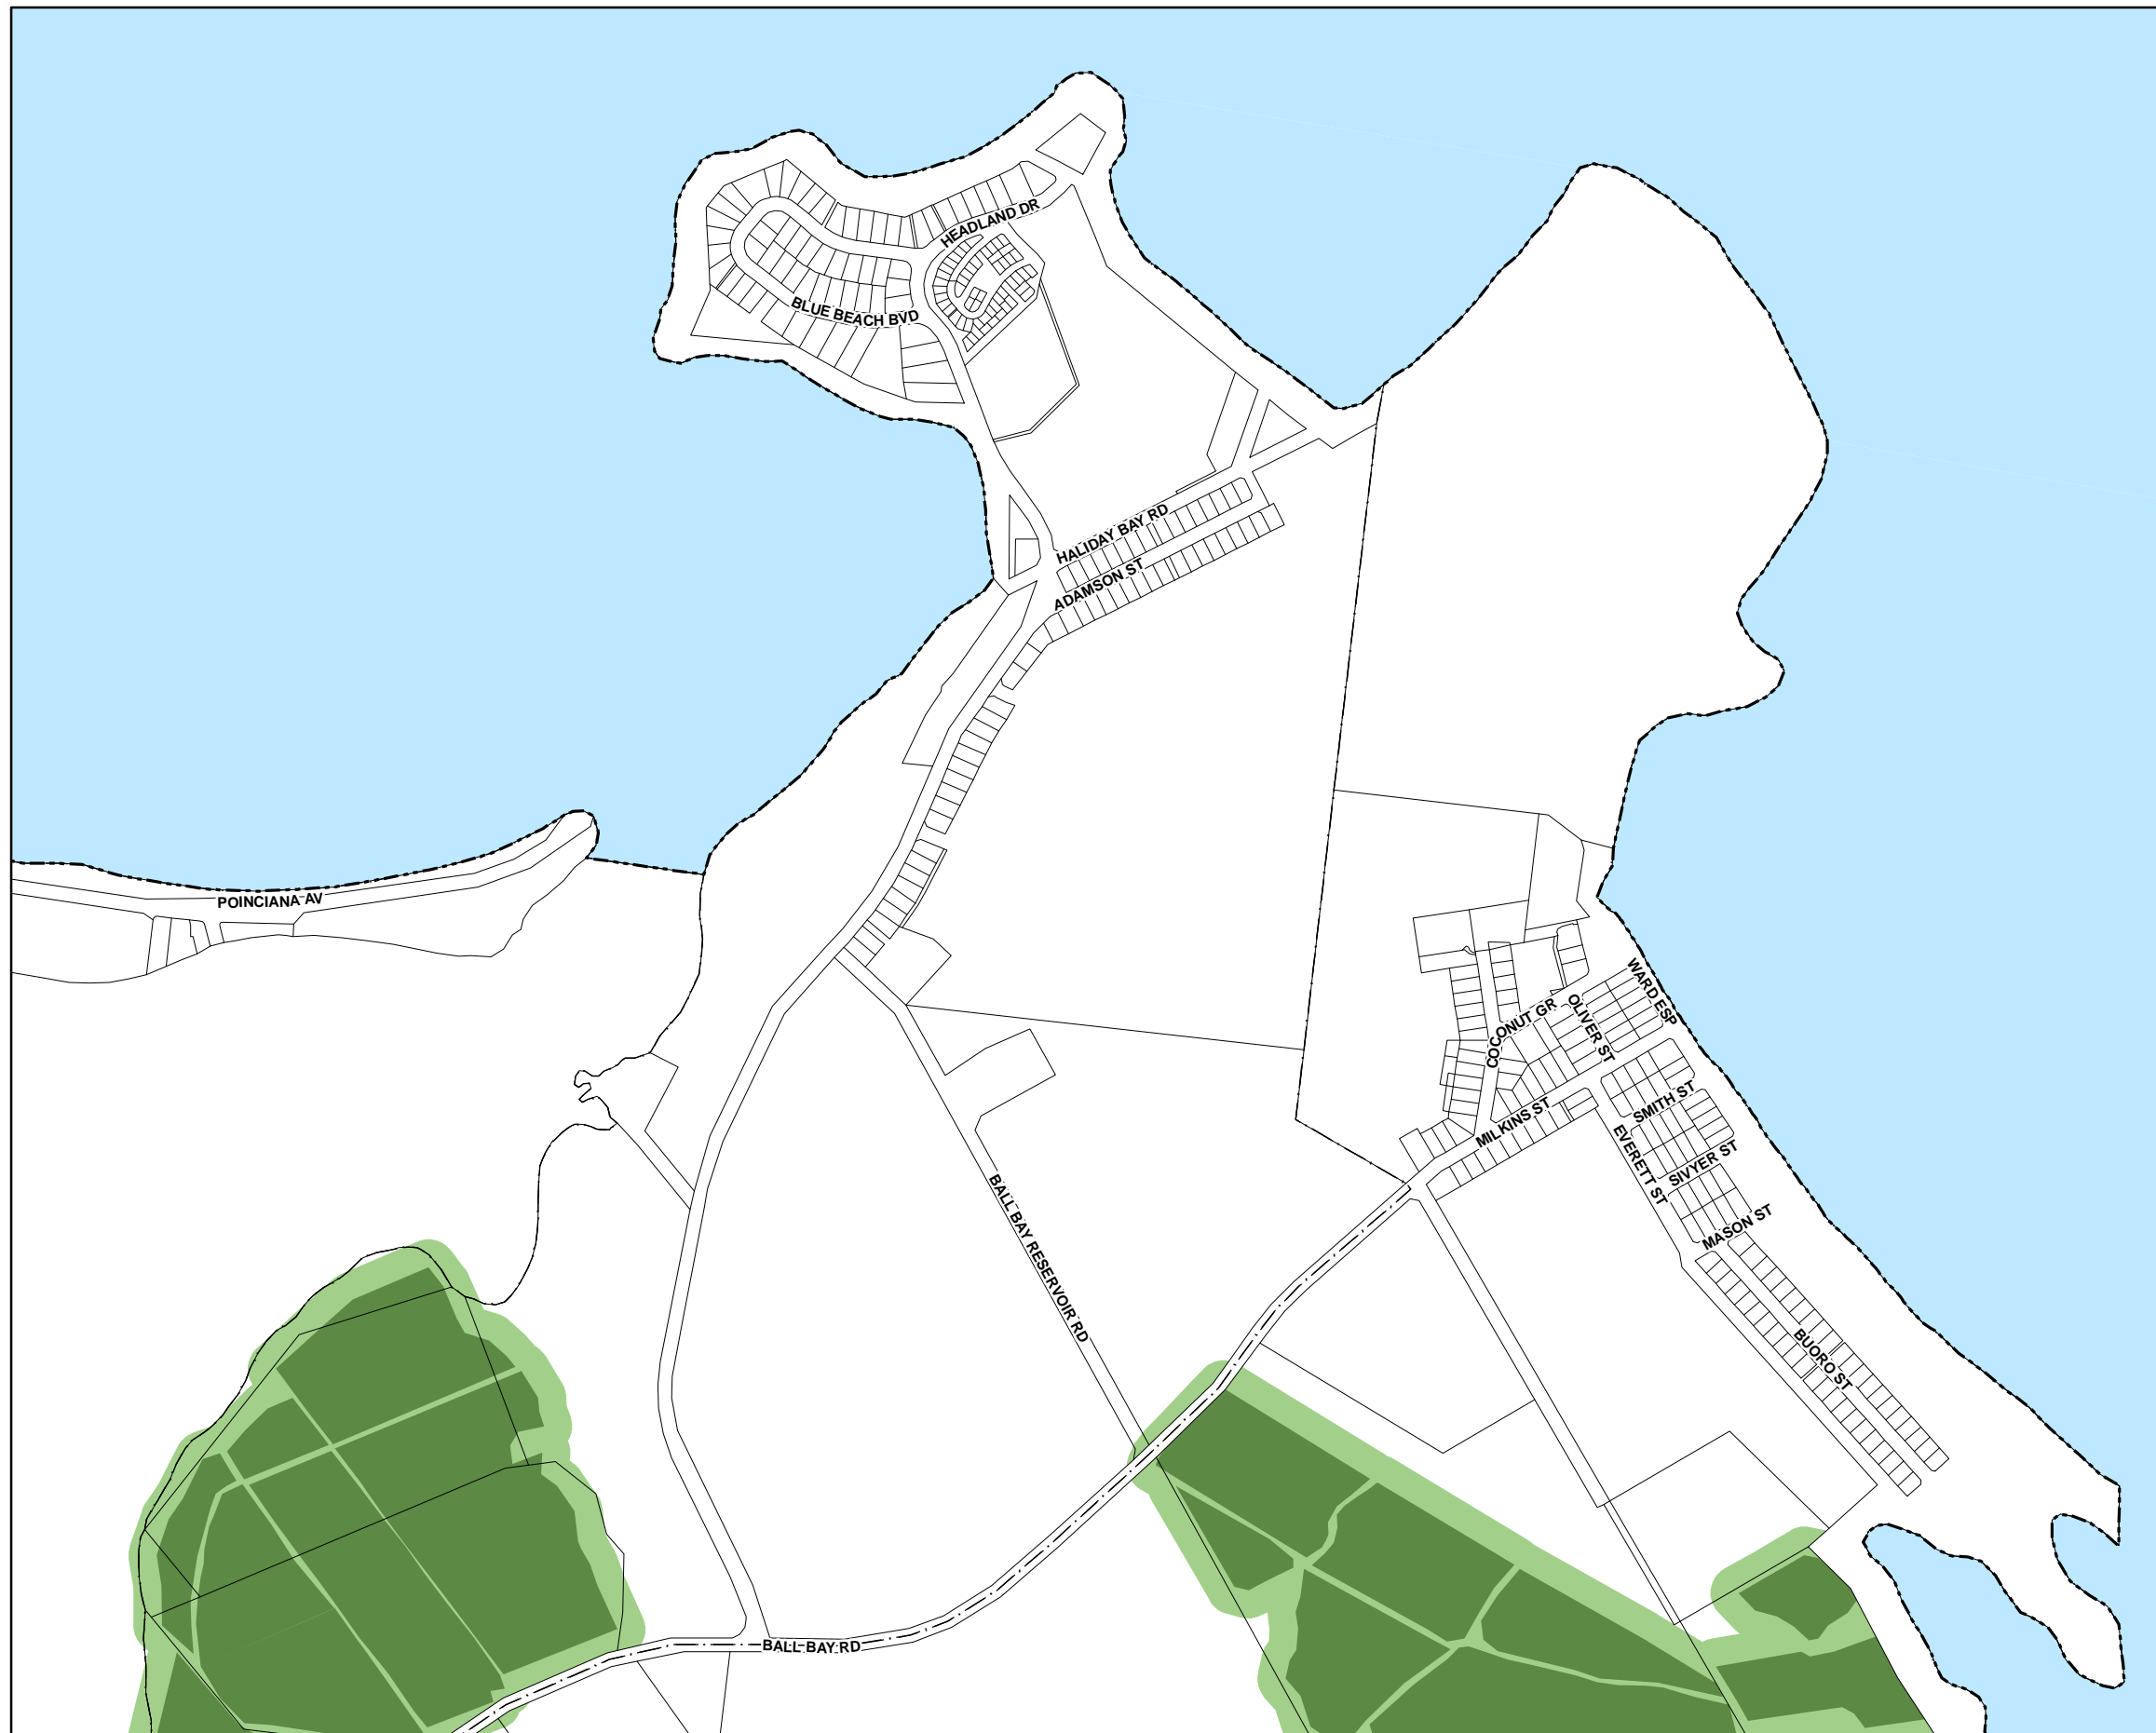 HEADLAND DR
BLUE BEACH BVD
HALIDAY BAY RD
ADAMSON ST
POINCIANA AV
WARD ESP
OLIVER ST
COCONUT GR
SMITH ST
MILKINS ST
EVERETT ST
SIVYER ST
MASON ST
BALL BAY RESERVOIR RD
BUORO ST
BALL BAY RD